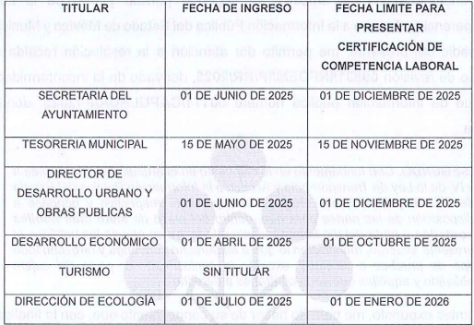 TITULAR
FECHA DE INGRESO
FECHA LIMITE PARA
PRESENTAR
CERTIFICACIÓN DE
COMPETENCIA LABORAL
SECRETARIA DEL
AYUNTAMIENTO
01 DE JUNIO DE 2025
01 DE DICIEMBRE DE 2025
TESORERIA MUNICIPAL
15 DE MAYO DE 2025
15 DE NOVIEMBRE DE 2025
DIRECTOR DE
DESARROLLO URBANO Y
OBRAS PUBLICAS
01 DE JUNIO DE 2025
01 DE DICIEMBRE DE 2025
DESARROLLO ECONÓMICO
01 DE ABRIL DE 2025
01 DE OCTUBRE DE 2025
TURISMO
SIN TITULAR
DIRECCIÓN DE ECOLOGÍA
01 DE JULIO DE 2025
01 DE ENERO DE 2026